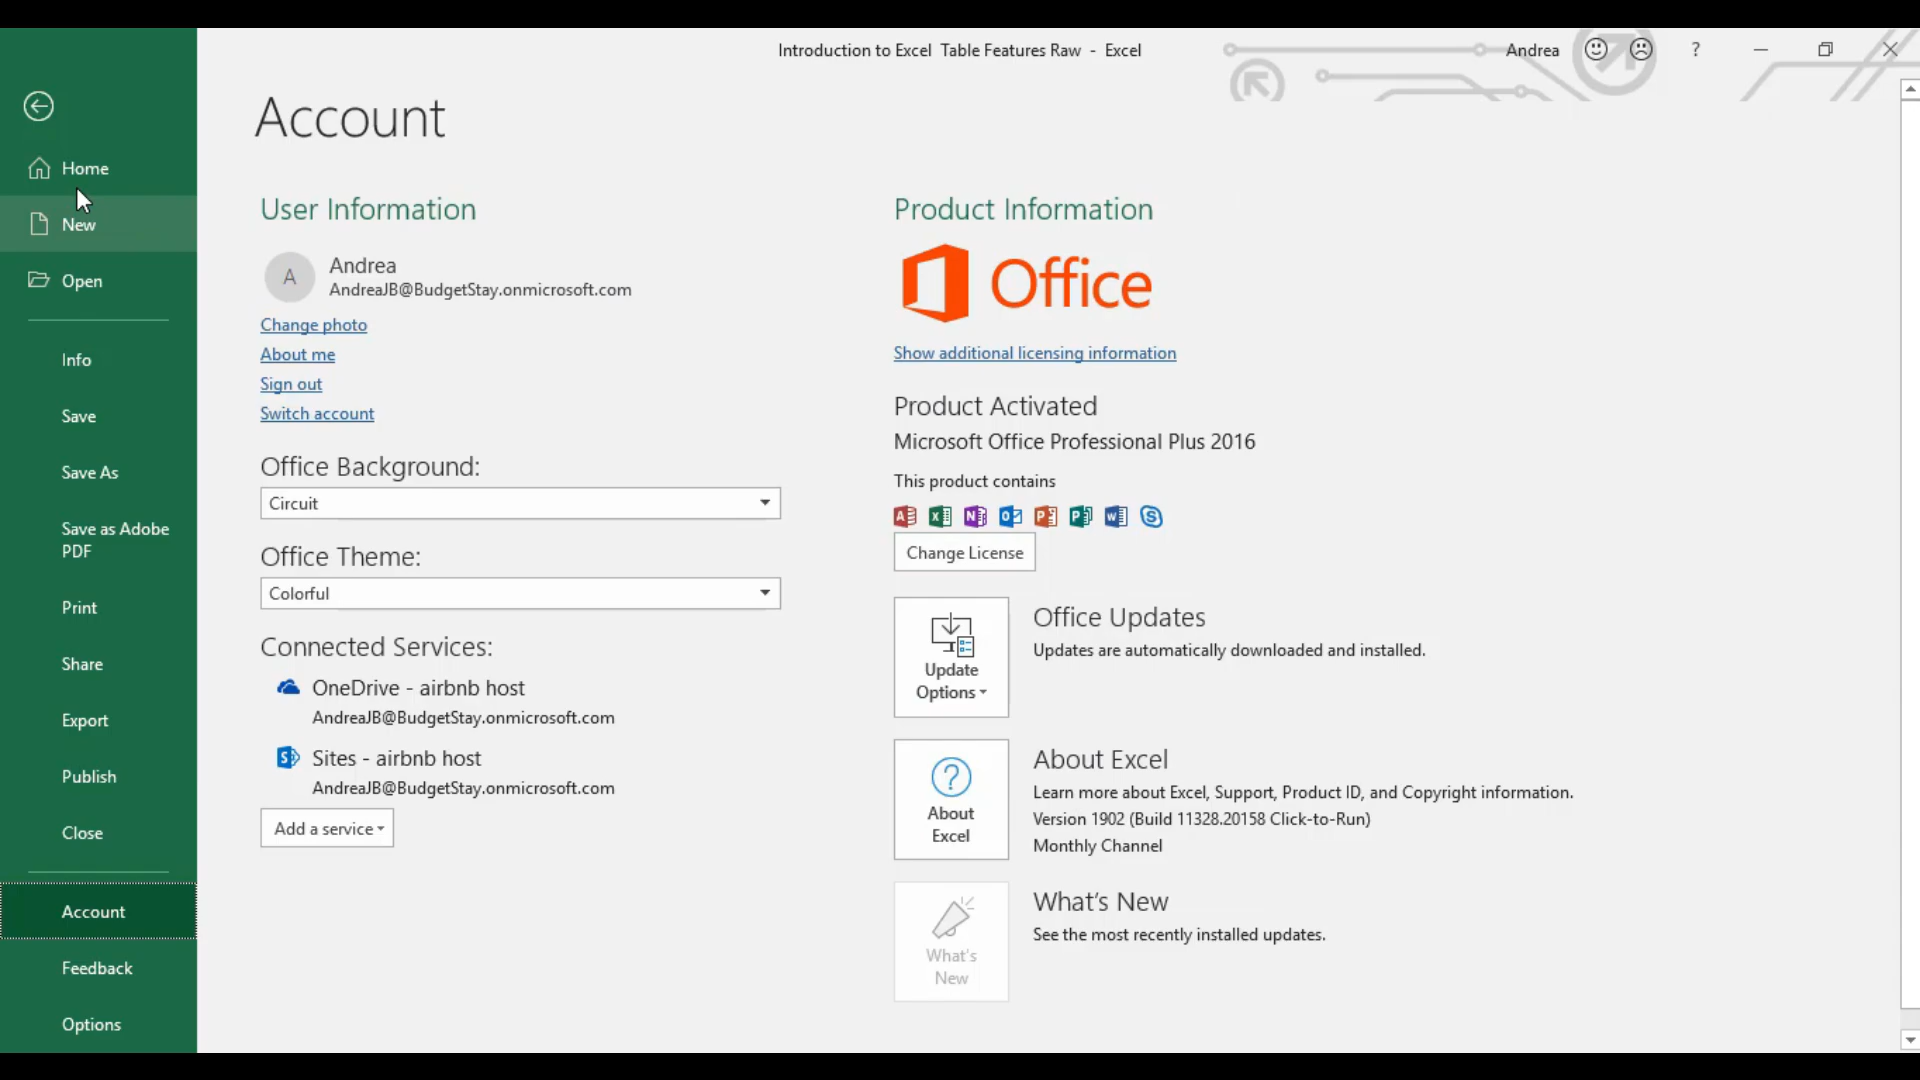 Introduction to Excel Table Features Raw - Excel
Andrea
?
Account
Home
New
Open
Info
Save
Save As
Save as Adobe
PDF
Print
Share
Export
Publish
Close
Account
Feedback
Options
User Information
A
Andrea
AndreaJB@BudgetStay.onmicrosoft.com
Change photo
About me
Sign out
Switch account
Office Background:
Circuit
Office Theme:
Colorful
Connected Services:
OneDrive - airbnb host
AndreaJB@BudgetStay.onmicrosoft.com
Sites - airbnb host
AndreaJB@BudgetStay.onmicrosoft.com
Add a service
Product Information
Office
Show additional licensing information
Product Activated
Microsoft Office Professional Plus 2016
This product contains
Change License
Update
Options
Office Updates
Updates are automatically downloaded and installed.
About
Excel
About Excel
Learn more about Excel, Support, Product ID, and Copyright information.
Version 1902 (Build 11328.20158 Click-to-Run)
Monthly Channel
What's
New
What's New
See the most recently installed updates.